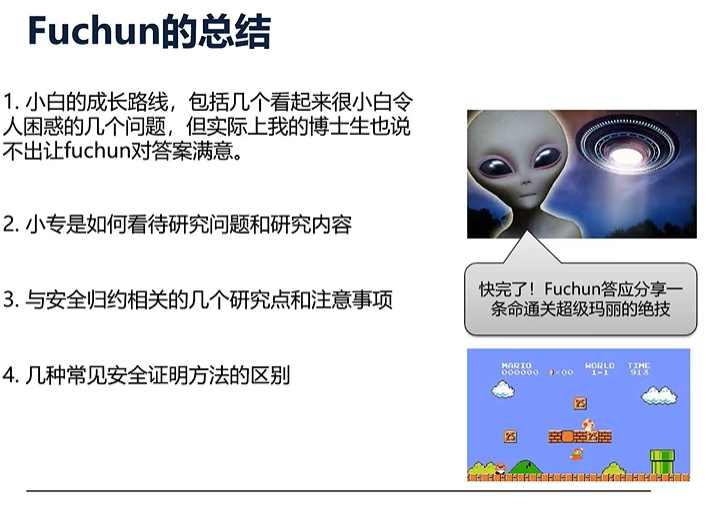 Fuchun的总结
1. 小白的成长路线，包括几个看起来很小白令
人困惑的几个问题，但实际上我的博士生也说
不出让fuchun对答案满意。
2. 小专是如何看待研究问题和研究内容
3. 与安全归约相关的几个研究点和注意事项
4. 几种常见安全证明方法的区别
快完了！Fuchun答应分享一
条命通关超级玛丽的绝技
MARIO WORLD TIME
000000 ×00 1-1 913
25
25 25